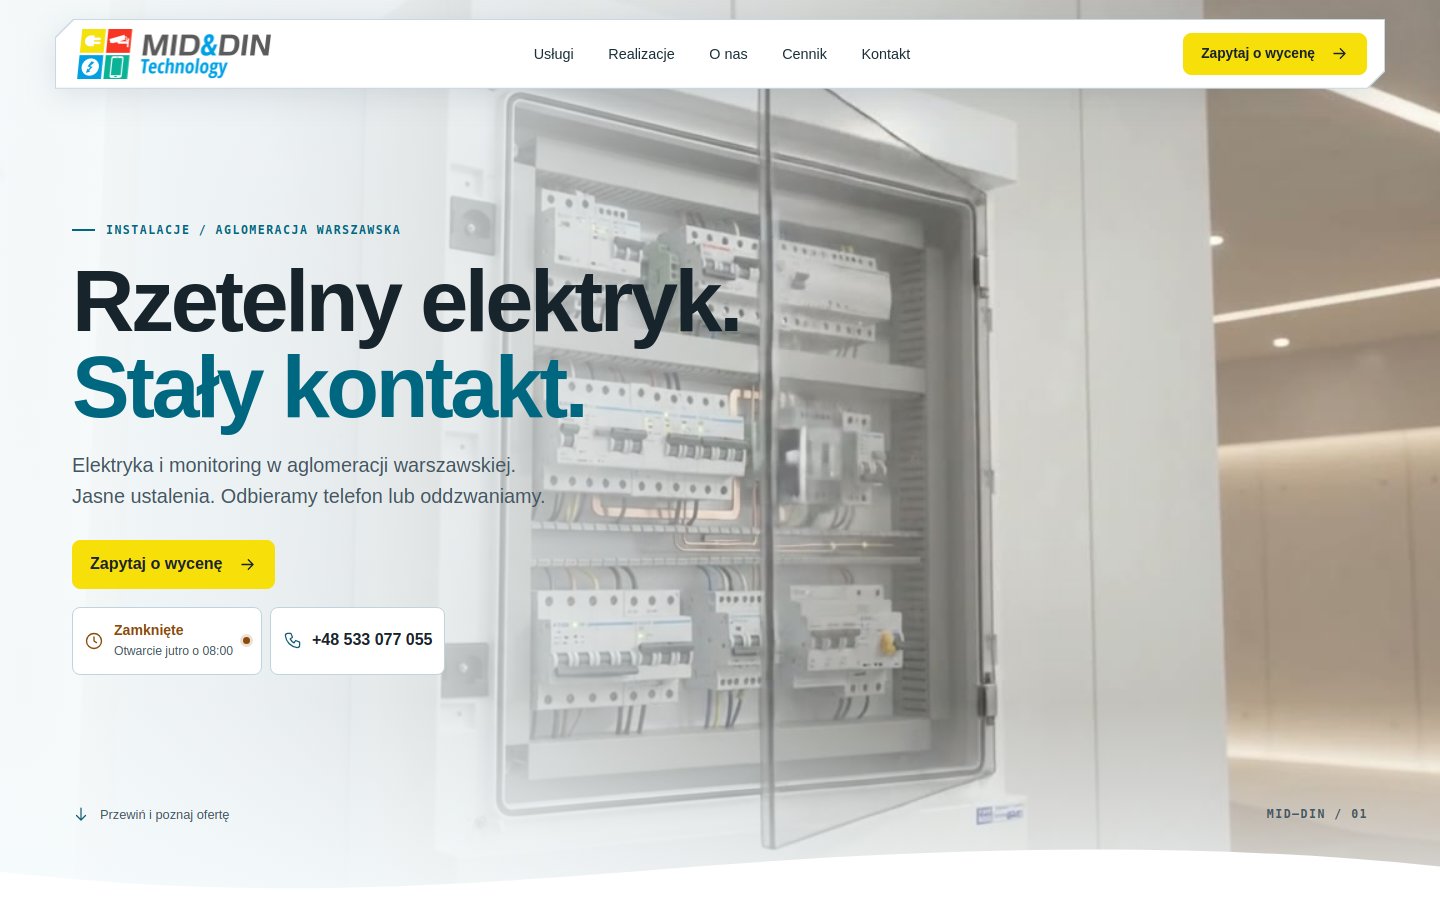 MID&DIN
Technology
Usługi
Realizacje
O nas
Cennik
Kontakt
Zapytaj o wycenę
INSTALACJE / AGLOMERACJA WARSZAWSKA
Rzetelny elektryk.
Stały kontakt.
Elektryka i monitoring w aglomeracji warszawskiej.
Jasne ustalenia. Odbieramy telefon lub oddzwaniamy.
Zapytaj o wycenę
Zamknięte
Otwarcie jutro o 08:00
+48 533 077 055
Przewiń i poznaj ofertę
MID—DIN / 01